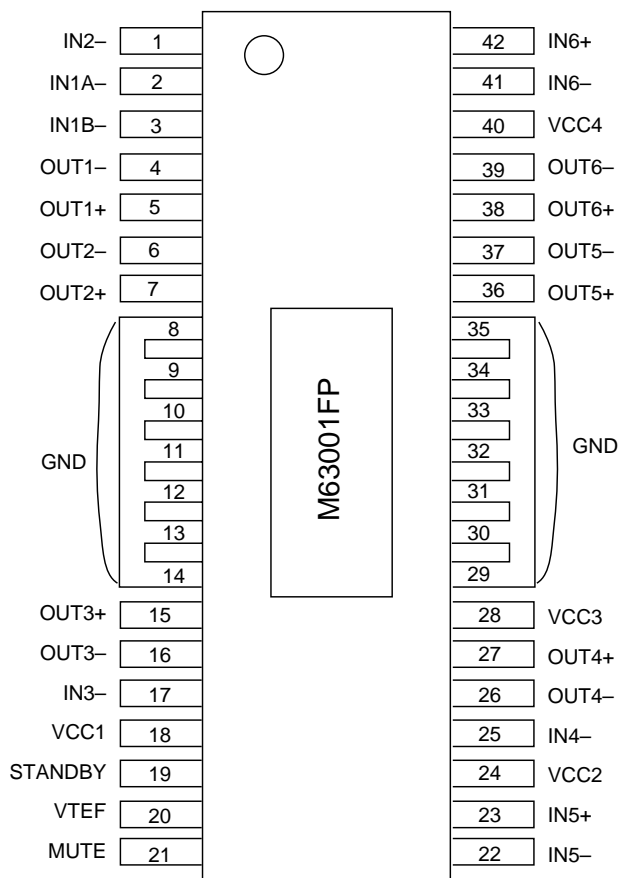 IN2– 1 42 IN6+
IN1A– 2 41 IN6–
IN1B– 3 40 VCC4
OUT1– 4 39 OUT6–
OUT1+ 5 38 OUT6+
OUT2– 6 37 OUT5–
OUT2+ 7 36 OUT5+
8 35
9 34
10 33
GND 11 32 GND
12 31
13 30
14 29
M63001FP
OUT3+ 15 28 VCC3
OUT3– 16 27 OUT4+
IN3– 17 26 OUT4–
VCC1 18 25 IN4–
STANDBY 19 24 VCC2
VTEF 20 23 IN5+
MUTE 21 22 IN5–